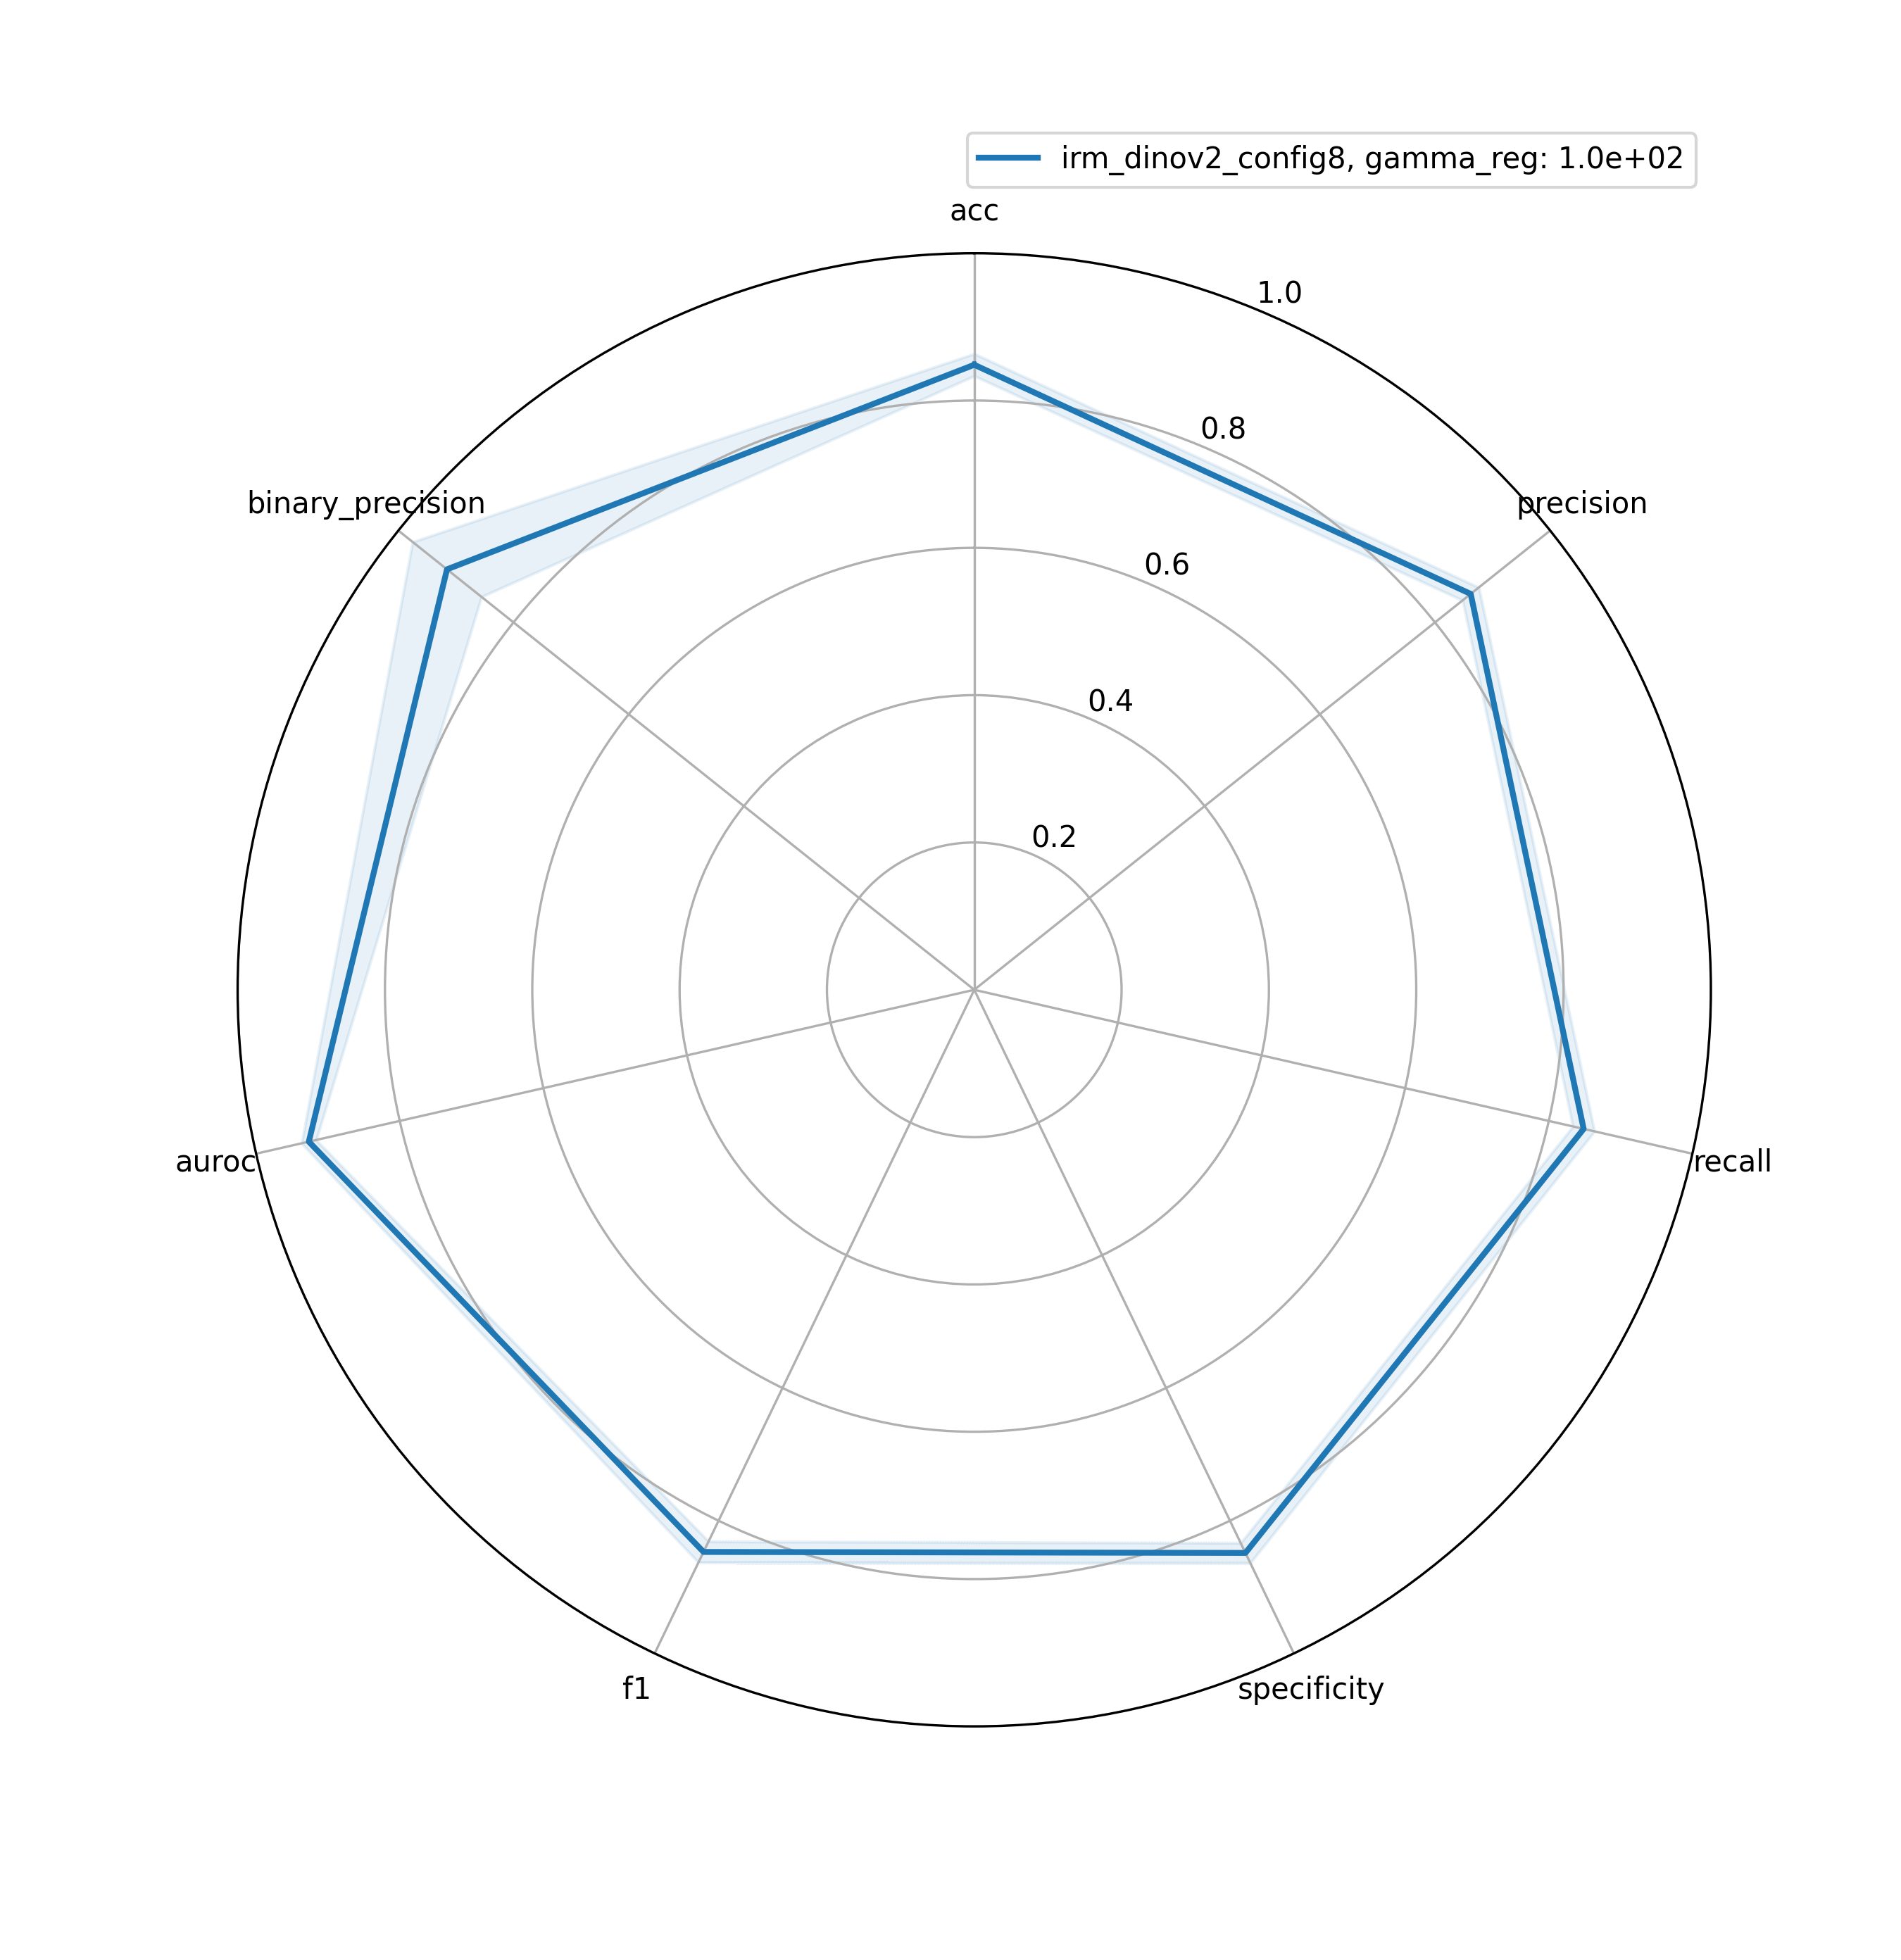 irm_dinov2_config8, gamma_reg: 1.0e+02
acc
1.0
0.8
binary_precision
precision
0.6
0.4
0.2
auroc
recall
f1
specificity